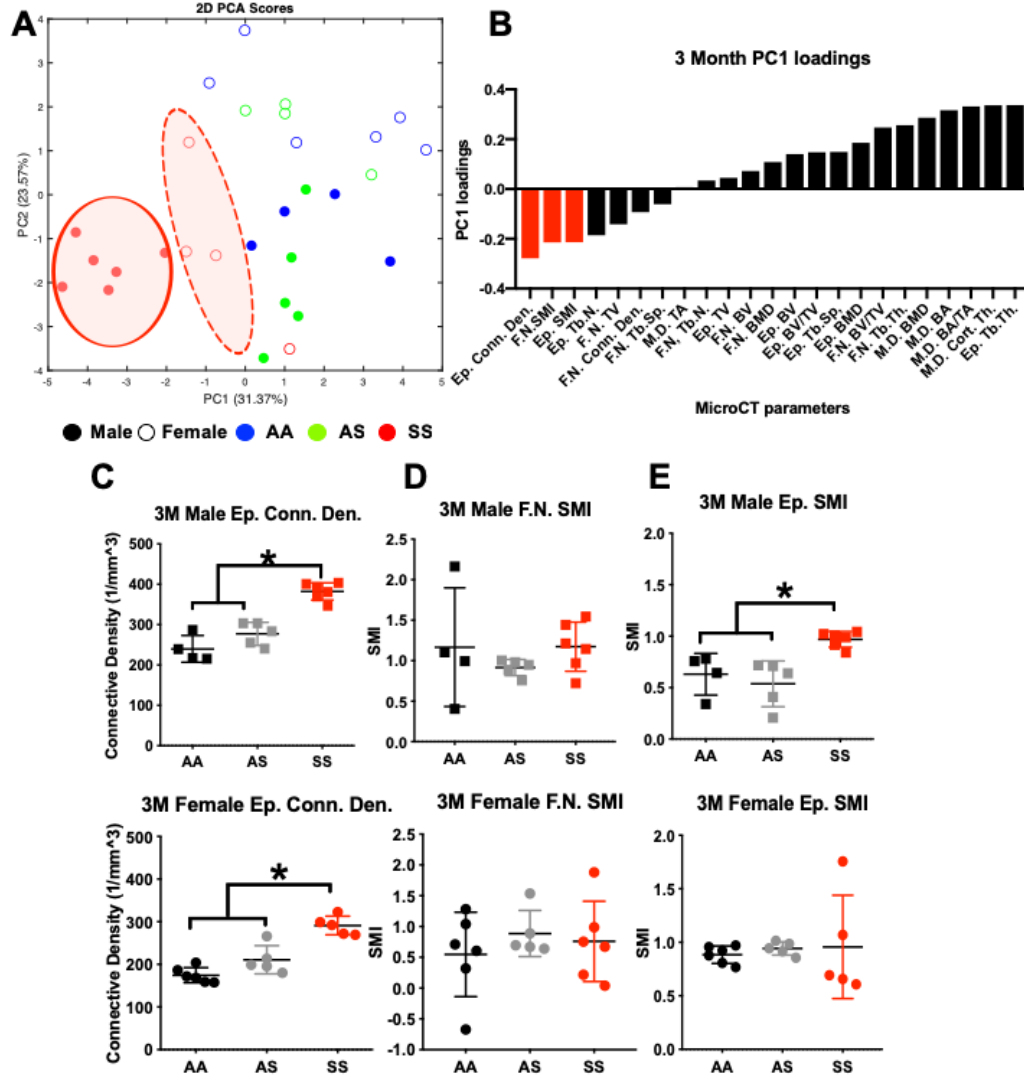 A
2D PCA Scores
4
3
2
1
0
-1
-2
-3
-4
PC2 (23.57%)
-5 -4 -3 -2 -1 0 1 2 3 4 5
PC1 (31.37%)
Male Female AA AS SS
B
3 Month PC1 loadings
0.4
0.2
0.0
-0.2
-0.4
PC1 loadings
Ep. Conn. Den.
F.N.SMI
Ep. SMI
Ep. Tb.N.
F.N. TV
F.N. Conn. Den.
F.N. Tb.Sp.
M.D. TA
F.N, Tb.N.
Ep. TV
F.N. BV
F.N. BMD
Ep. BV
Ep. BV/TV
Ep. Tb.Sp.
Ep. BMD
F.N. BV/TV
F.N. Tb.Th.
M.D. BMD
M.D. BA
M.D. BA/TA
M.D. Cort.Th.
Ep. Tb.Th.
MicroCT parameters
C
3M Male Ep. Conn. Den.
Connective Density (1/mm^3)
500
400
300
200
100
0
*
AA AS SS
D
3M Male F.N. SMI
SMI
2.5
2.0
1.5
1.0
0.5
0.0
AA AS SS
E
3M Male Ep. SMI
SMI
2.0
1.5
1.0
0.5
0.0
*
AA AS SS
3M Female Ep. Conn. Den.
Connective Density (1/mm^3)
500
400
300
200
100
0
*
AA AS SS
3M Female F.N. SMI
SMI
2.5
2.0
1.5
1.0
0.5
0.0
-0.5
-1.0
AA AS SS
3M Female Ep. SMI
SMI
2.0
1.5
1.0
0.5
0.0
AA AS SS